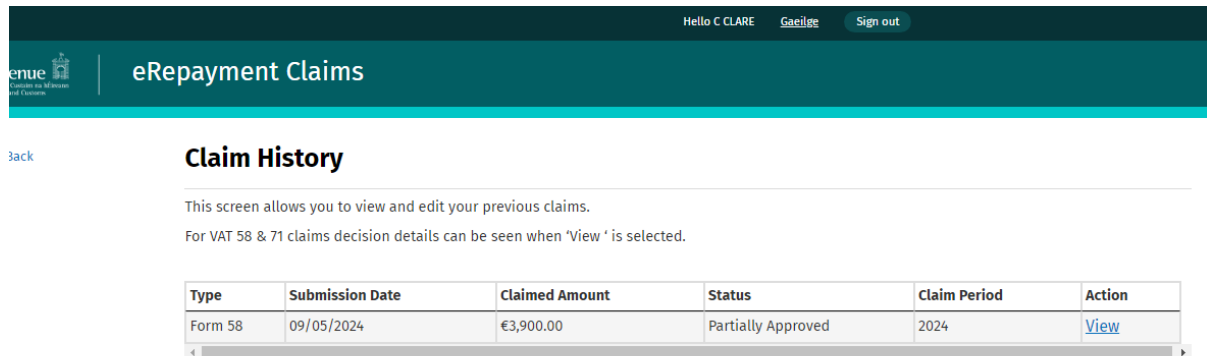 Hello C CLARE Gaeilge Sign out
enue
eRepayment Claims
Back
Claim History
This screen allows you to view and edit your previous claims.
For VAT 58 & 71 claims decision details can be seen when ‘View ‘ is selected.
Type Submission Date Claimed Amount Status Claim Period Action
Form 58 09/05/2024 €3,900.00 Partially Approved 2024 View